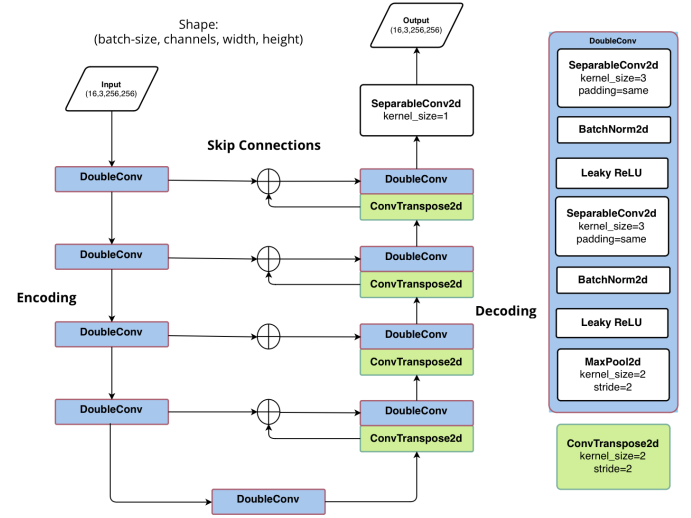 Shape:
(batch-size, channels, width, height)
Output
(16,3,256,256)
Input
(16,3,256,256)
SeparableConv2d
kernel_size=1
Skip Connections
DoubleConv
DoubleConv
ConvTranspose2d
DoubleConv
DoubleConv
ConvTranspose2d
Encoding
Decoding
DoubleConv
DoubleConv
ConvTranspose2d
DoubleConv
DoubleConv
ConvTranspose2d
DoubleConv
DoubleConv
SeparableConv2d
kernel_size=3
padding=same
BatchNorm2d
Leaky ReLU
SeparableConv2d
kernel_size=3
padding=same
BatchNorm2d
Leaky ReLU
MaxPool2d
kernel_size=2
stride=2
ConvTranspose2d
kernel_size=2
stride=2